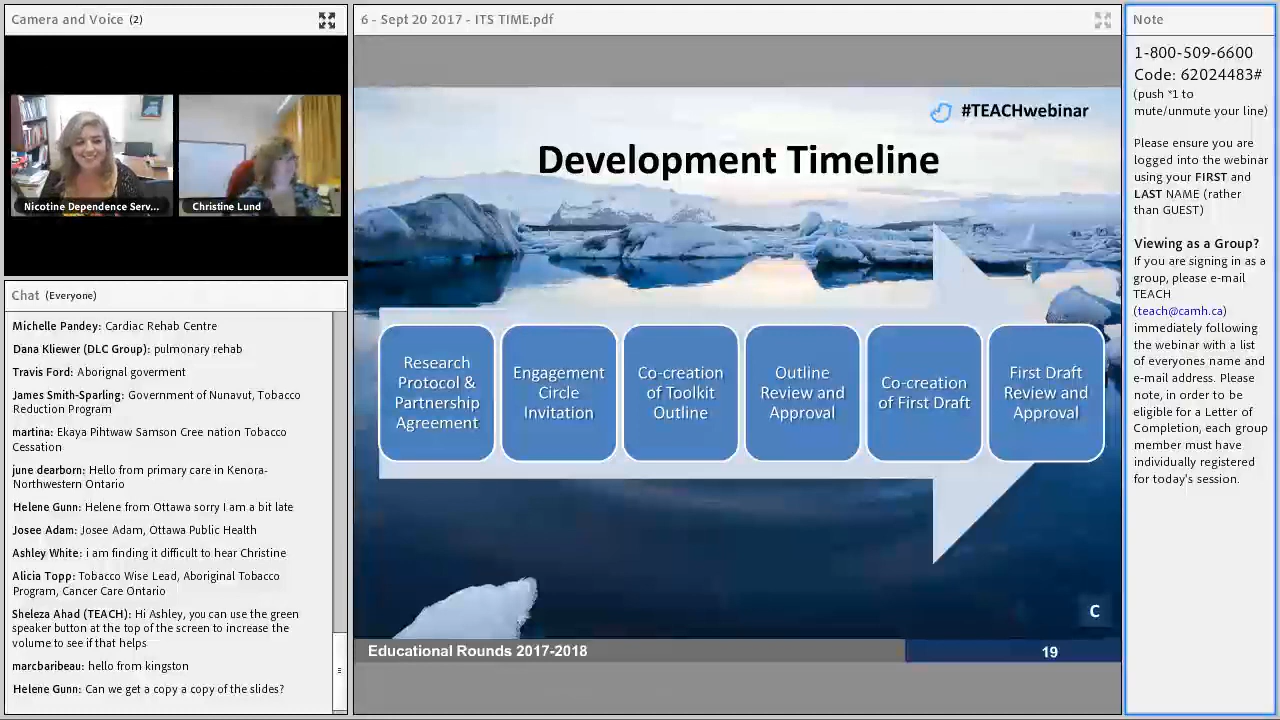 Camera and Voice (2)
Nicotine Dependence Serv...
Christine Lund
Chat (Everyone)
Michelle Pandey: Cardiac Rehab Centre
Dana Kliewer (DLC Group): pulmonary rehab
Travis Ford: Aborignal goverment
James Smith-Sparling: Government of Nunavut, Tobacco
Reduction Program
martina: Ekaya Pihtwaw Samson Cree nation Tobacco
Cessation
june dearborn: Hello from primary care in Kenora-
Northwestern Ontario
Helene Gunn: Helene from Ottawa sorry I am a bit late
Josee Adam: Josee Adam, Ottawa Public Health
Ashley White: i am finding it difficult to hear Christine
Alicia Topp: Tobacco Wise Lead, Aboriginal Tobacco
Program, Cancer Care Ontario
Sheleza Ahad (TEACH): Hi Ashley, you can use the green
speaker button at the top of the screen to increase the
volume to see if that helps
marcbaribeau: hello from kingston
Helene Gunn: Can we get a copy a copy of the slides?
6 - Sept 20 2017 - ITS TIME.pdf
#TEACHwebinar
Development Timeline
Research
Protocol &
Partnership
Agreement
Engagement
Circle
Invitation
Co-creation
of Toolkit
Outline
Outline
Review and
Approval
Co-creation
of First Draft
First Draft
Review and
Approval
C
Educational Rounds 2017-2018
19
Note
1-800-509-6600
Code: 62024483#
(push *1 to
mute/unmute your line)
Please ensure you are
logged into the webinar
using your FIRST and
LAST NAME (rather
than GUEST)
Viewing as a Group?
If you are signing in as a
group, please e-mail
TEACH
(teach@camh.ca)
immediately following
the webinar with a list
of everyones name and
e-mail address. Please
note, in order to be
eligible for a Letter of
Completion, each group
member must have
individually registered
for today's session.